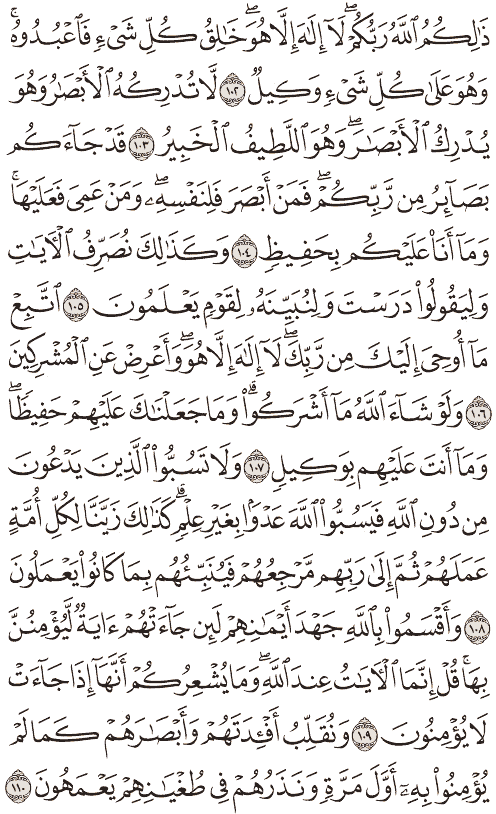 ذَٰلِكُمُ ٱللَّهُ رَبُّكُمۡۖ لَآ إِلَٰهَ إِلَّا هُوَۖ خَٰلِقُ كُلِّ شَيۡءٖ فَٱعۡبُدُوهُۚ
وَهُوَ عَلَىٰ كُلِّ شَيۡءٖ وَكِيلٞ ١٠٢ لَّا تُدۡرِكُهُ ٱلۡأَبۡصَٰرُ وَهُوَ
يُدۡرِكُ ٱلۡأَبۡصَٰرَۖ وَهُوَ ٱللَّطِيفُ ٱلۡخَبِيرُ ١٠٣ قَدۡ جَآءَكُم
بَصَآئِرُ مِن رَّبِّكُمۡۖ فَمَنۡ أَبۡصَرَ فَلِنَفۡسِهِۦۖ وَمَنۡ عَمِيَ فَعَلَيۡهَاۚ
وَمَآ أَنَا۠ عَلَيۡكُم بِحَفِيظٖ ١٠٤ وَكَذَٰلِكَ نُصَرِّفُ ٱلۡأٓيَٰتِ
وَلِيَقُولُواْ دَرَسۡتَ وَلِنُبَيِّنَهُۥ لِقَوۡمٖ يَعۡلَمُونَ ١٠٥ ٱتَّبِعۡ
مَآ أُوحِيَ إِلَيۡكَ مِن رَّبِّكَۖ لَآ إِلَٰهَ إِلَّا هُوَۖ وَأَعۡرِضۡ عَنِ ٱلۡمُشۡرِكِينَ
١٠٦ وَلَوۡ شَآءَ ٱللَّهُ مَآ أَشۡرَكُواْۗ وَمَا جَعَلۡنَٰكَ عَلَيۡهِمۡ حَفِيظٗاۖ
وَمَآ أَنتَ عَلَيۡهِم بِوَكِيلٖ ١٠٧ وَلَا تَسُبُّواْ ٱلَّذِينَ يَدۡعُونَ
مِن دُونِ ٱللَّهِ فَيَسُبُّواْ ٱللَّهَ عَدۡوَۢا بِغَيۡرِ عِلۡمٖۗ كَذَٰلِكَ زَيَّنَّا لِكُلِّ أُمَّةٍ
عَمَلَهُمۡ ثُمَّ إِلَىٰ رَبِّهِم مَّرۡجِعُهُمۡ فَيُنَبِّئُهُم بِمَا كَانُواْ يَعۡمَلُونَ
١٠٨ وَأَقۡسَمُواْ بِٱللَّهِ جَهۡدَ أَيۡمَٰنِهِمۡ لَئِن جَآءَتۡهُمۡ ءَايَةٞ لَّيُؤۡمِنُنَّ
بِهَاۚ قُلۡ إِنَّمَا ٱلۡأٓيَٰتُ عِندَ ٱللَّهِۖ وَمَا يُشۡعِرُكُمۡ أَنَّهَآ إِذَا جَآءَتۡ
لَا يُؤۡمِنُونَ ١٠٩ وَنُقَلِّبُ أَفۡـِٔدَتَهُمۡ وَأَبۡصَٰرَهُمۡ كَمَا لَمۡ
يُؤۡمِنُواْ بِهِۦٓ أَوَّلَ مَرَّةٖ وَنَذَرُهُمۡ فِي طُغۡيَٰنِهِمۡ يَعۡمَهُونَ ١١٠